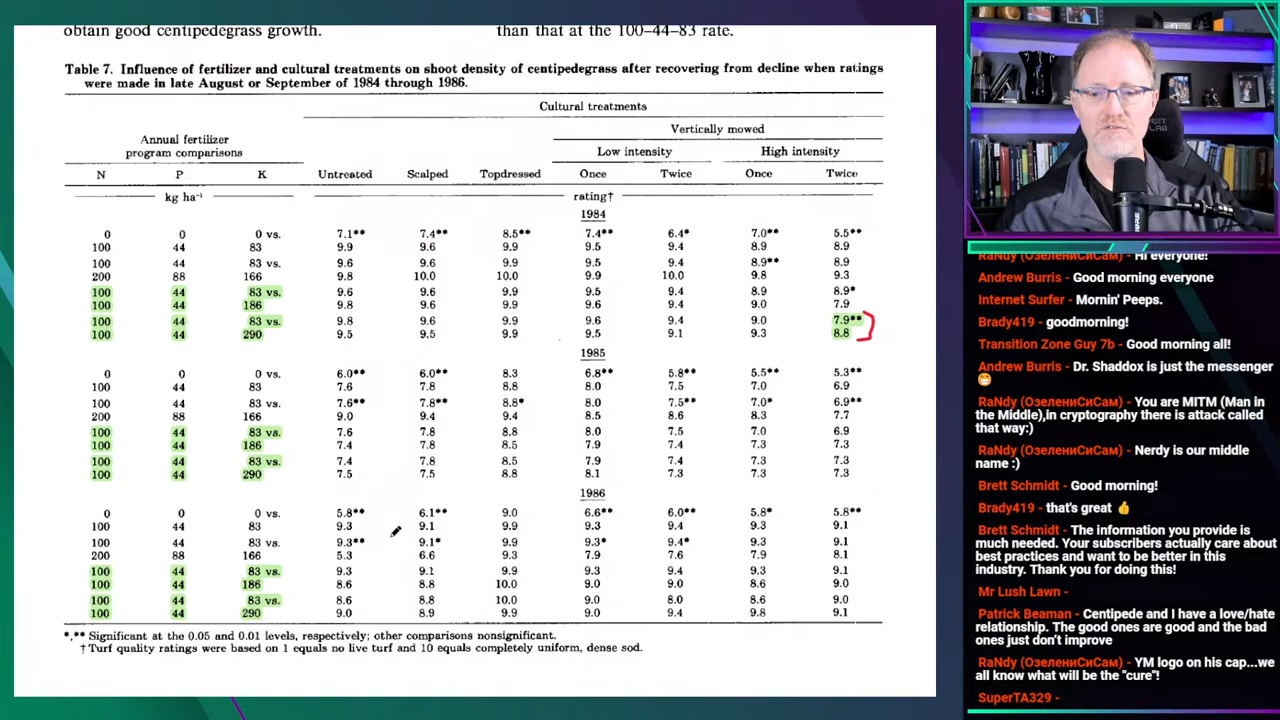 obtain good centipedegrass growth.
than that at the 100–44–83 rate.
Table 7. Influence of fertilizer and cultural treatments on shoot density of centipedegrass after recovering from decline when ratings
were made in late August or September of 1984 through 1986.
Cultural treatments
Vertically mowed
Annual fertilizer
program comparisons
Low intensity High intensity
N P K Untreated Scalped Topdressed Once Twice Once Twice
kg ha⁻¹ rating†
1984
0 0 0 vs. 7.1** 7.4** 8.5** 7.4** 6.4* 7.0** 5.5**
100 44 83 9.9 9.6 9.9 9.5 9.4 8.9 8.9
100 44 83 vs. 9.6 9.6 9.9 9.5 9.4 8.9** 8.9
200 88 166 9.8 10.0 10.0 9.9 10.0 9.8 9.3
100 44 83 vs. 9.6 9.6 9.9 9.5 9.4 8.9 8.9*
100 44 186 9.8 9.6 9.9 9.6 9.4 9.0 7.9
100 44 83 vs. 9.8 9.6 9.9 9.6 9.4 9.0 7.9**
100 44 290 9.5 9.5 9.9 9.5 9.1 9.3 8.8
1985
0 0 0 vs. 6.0** 6.0** 8.3 6.8** 5.8** 5.5** 5.3**
100 44 83 7.6 7.8 8.8 8.0 7.5 7.0 6.9
100 44 83 vs. 7.6** 7.8** 8.8* 8.0 7.5** 7.0* 6.9**
200 88 166 9.0 9.4 9.4 8.5 8.6 8.3 7.7
100 44 83 vs. 7.6 7.8 8.8 8.0 7.5 7.0 6.9
100 44 186 7.4 7.8 8.5 7.9 7.4 7.3 7.3
100 44 83 vs. 7.4 7.8 8.5 7.9 7.4 7.3 7.3
100 44 290 7.5 7.5 8.8 8.1 7.3 7.3 7.3
1986
0 0 0 vs. 5.8** 6.1** 9.0 6.6** 6.0** 5.8* 5.8**
100 44 83 9.3 9.1 9.9 9.3 9.4 9.3 9.1
100 44 83 vs. 9.3** 9.1* 9.9 9.3* 9.4* 9.3 9.1
200 88 166 5.3 6.6 9.3 7.9 7.6 7.9 8.1
100 44 83 vs. 9.3 9.1 9.9 9.3 9.4 9.3 9.1
100 44 186 8.6 8.8 10.0 9.0 9.0 8.6 9.0
100 44 83 vs. 8.6 8.8 10.0 9.0 8.0 8.6 9.0
100 44 290 9.0 8.9 9.9 9.0 9.4 9.8 9.1
*,** Significant at the 0.05 and 0.01 levels, respectively; other comparisons nonsignificant.
† Turf quality ratings were based on 1 equals no live turf and 10 equals completely uniform, dense sod.
RaNdy (ОзелениСиСам) - Hi everyone!
Andrew Burris - Good morning everyone
Internet Surfer - Mornin' Peeps.
Brady419 - goodmorning!
Transition Zone Guy 7b - Good morning all!
Andrew Burris - Dr. Shaddox is just the messenger
😁
RaNdy (ОзелениСиСам) - You are MITM (Man in
the Middle),in cryptography there is attack called
that way:)
RaNdy (ОзелениСиСам) - Nerdy is our middle
name :)
Brett Schmidt - Good morning!
Brady419 - that's great 👍
Brett Schmidt - The information you provide is
much needed. Your subscribers actually care about
best practices and want to be better in this
industry. Thank you for doing this!
Mr Lush Lawn -
Patrick Beaman - Centipede and I have a love/hate
relationship. The good ones are good and the bad
ones just don't improve
RaNdy (ОзелениСиСам) - YM logo on his cap...we
all know what will be the "cure"!
SuperTA329 -